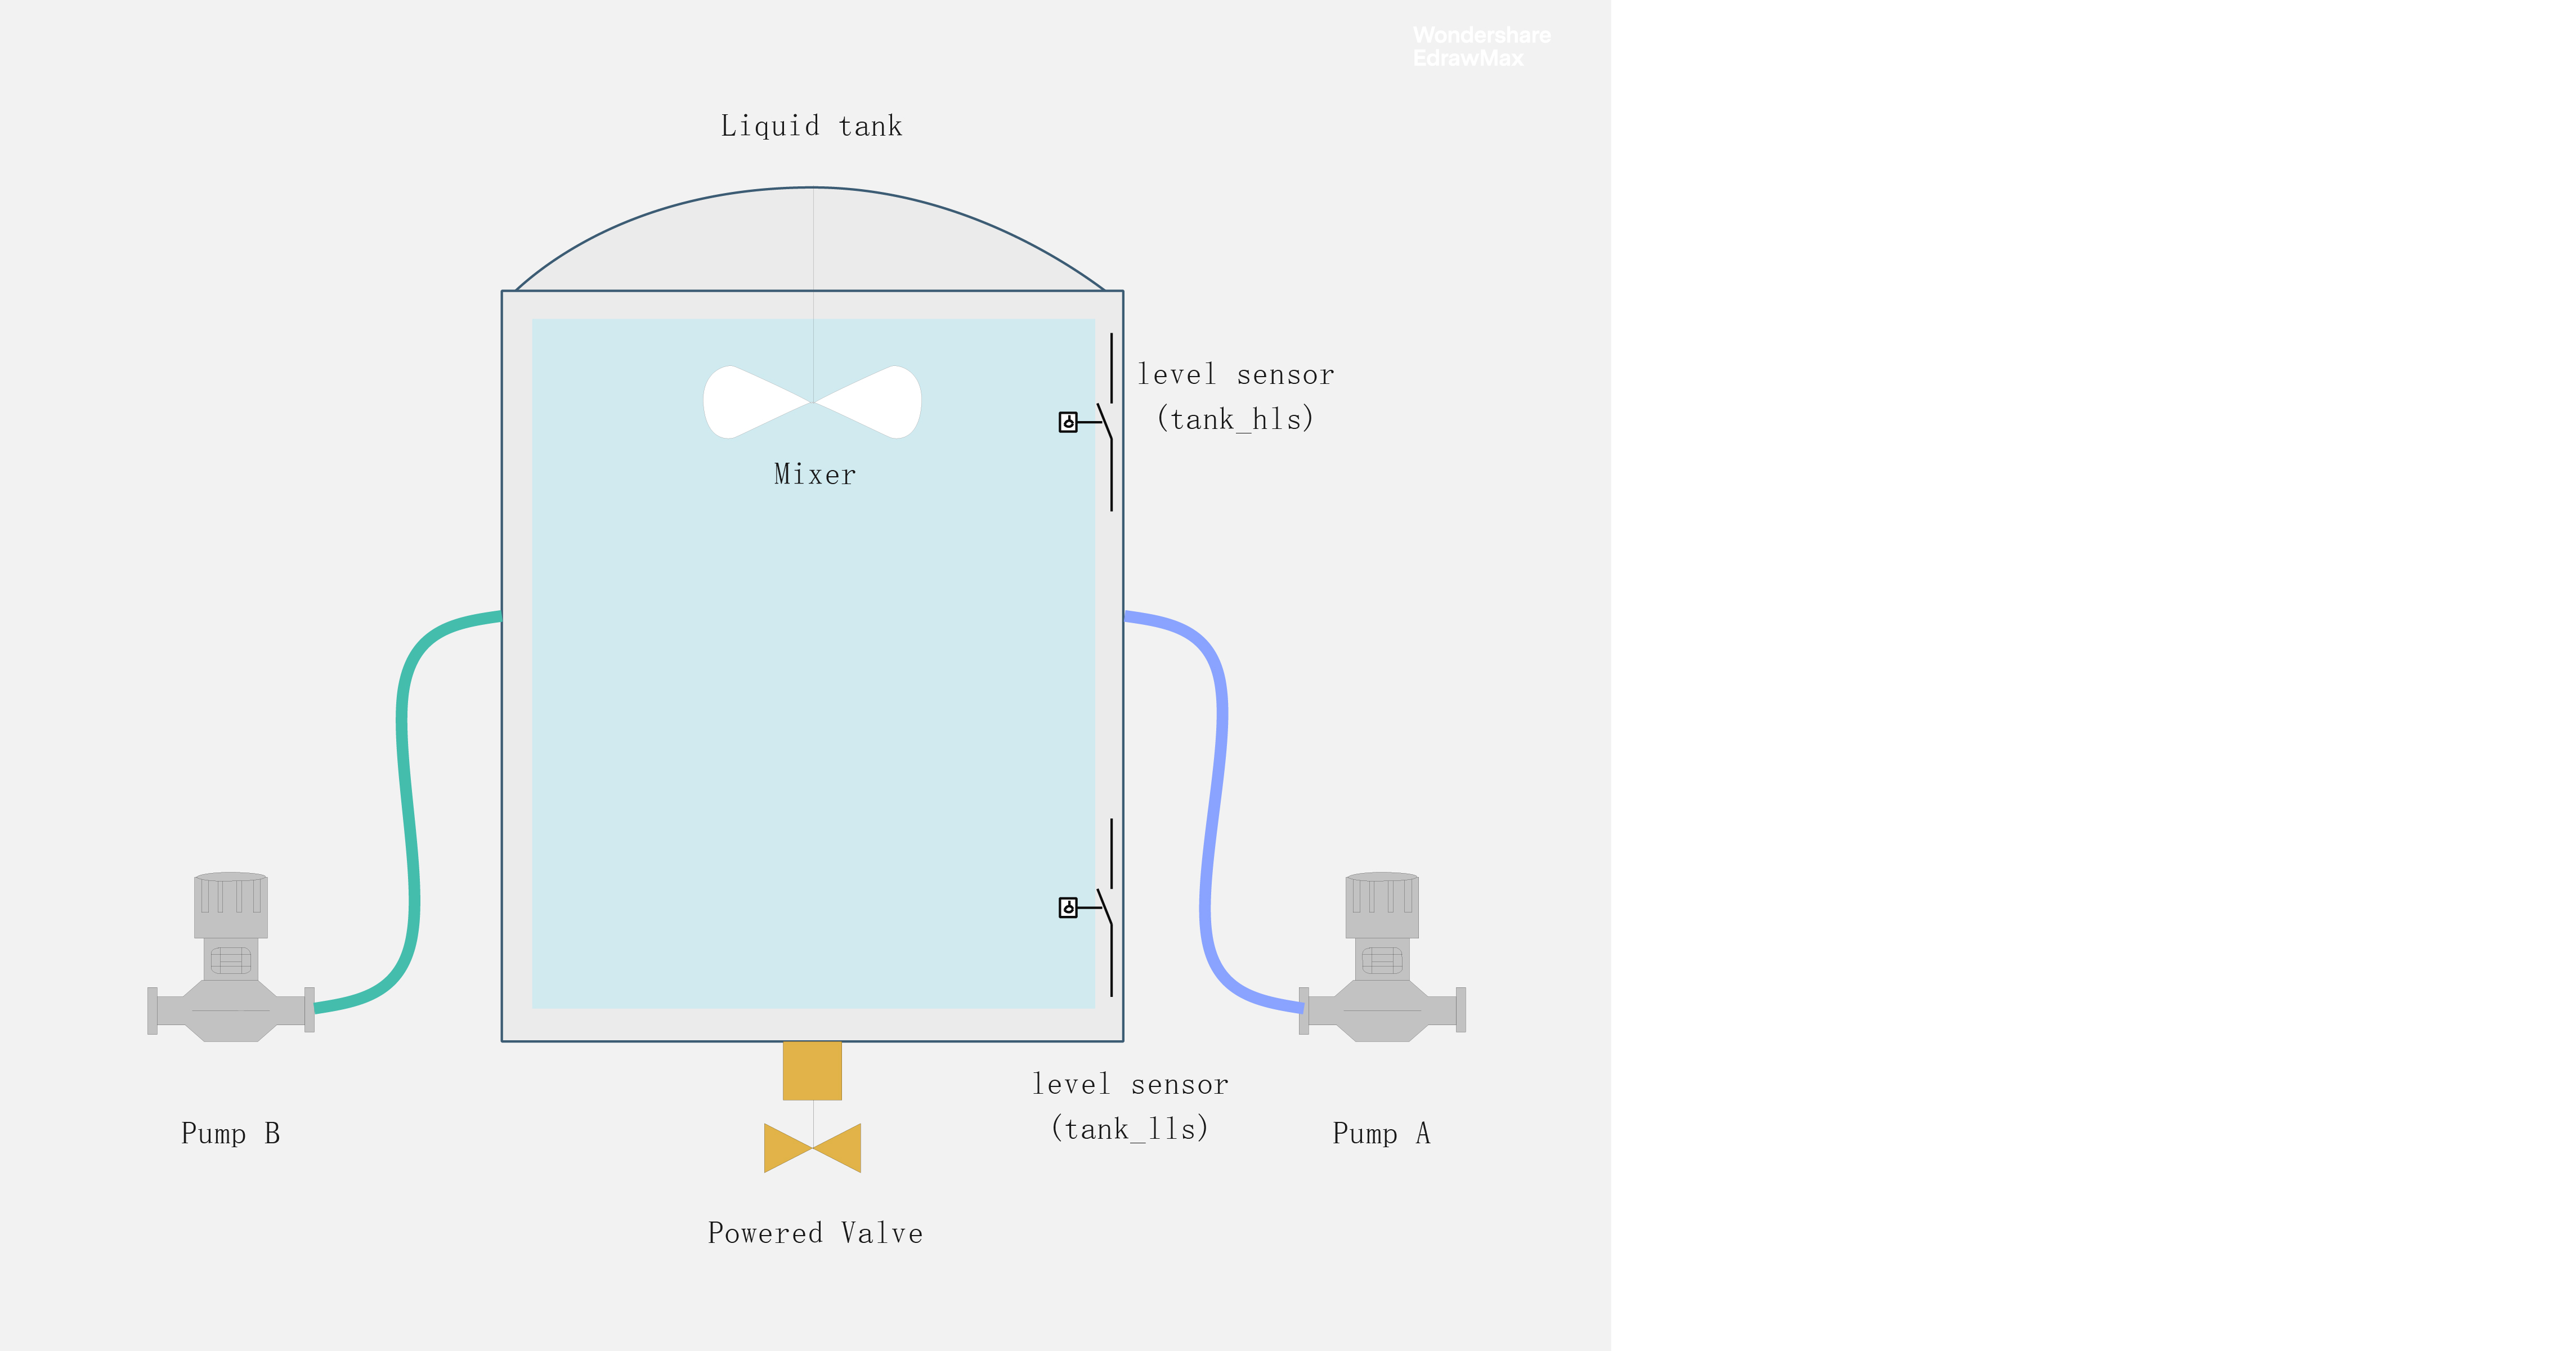 Wondershare
EdrawMax
Liquid tank
level sensor
(tank_hls)
Mixer
level sensor
(tank_lls)
Pump B
Pump A
Powered Valve